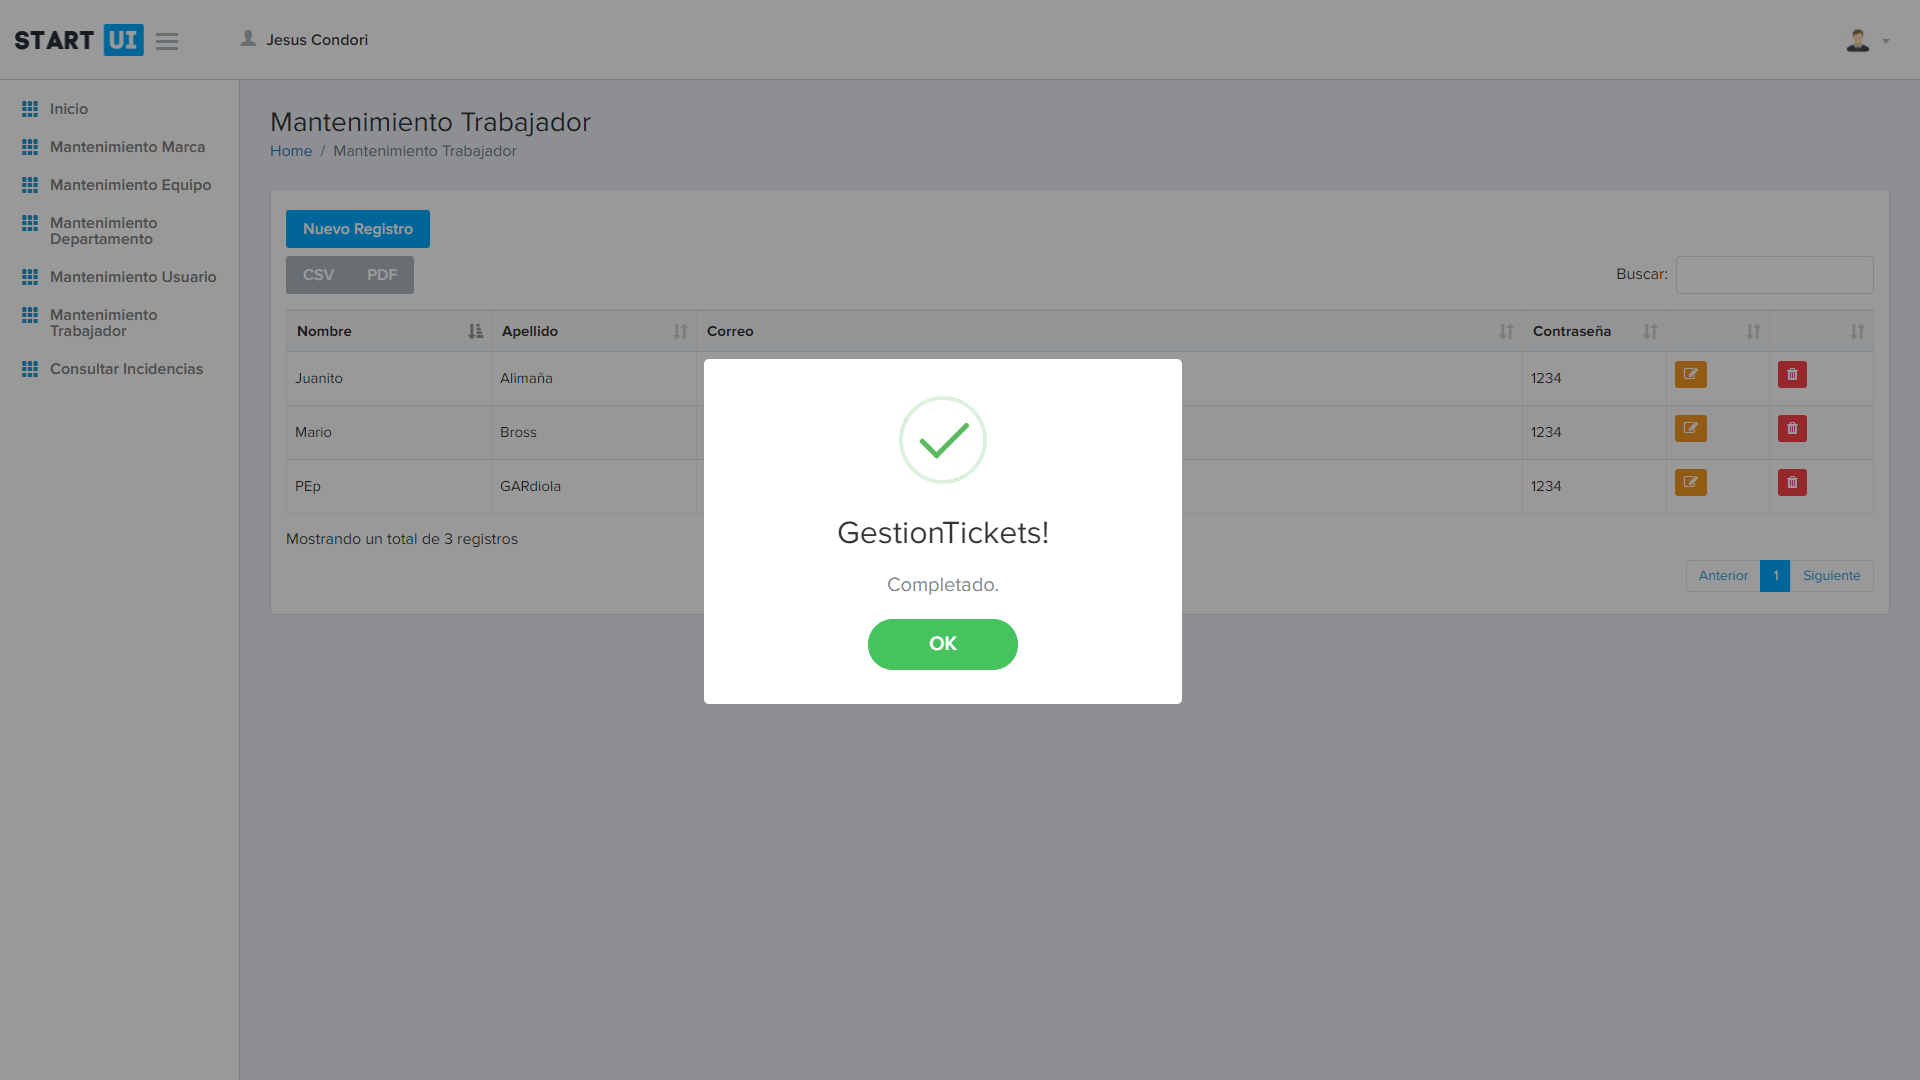 START UI
Jesus Condori
Inicio
Mantenimiento Marca
Mantenimiento Equipo
Mantenimiento
Departamento
Mantenimiento Usuario
Mantenimiento
Trabajador
Consultar Incidencias
Mantenimiento Trabajador
Home / Mantenimiento Trabajador
Nuevo Registro
CSV PDF
Buscar:
Nombre Apellido Correo Contraseña
Juanito Alimaña 1234
Mario Bross 1234
PEp GARdiola 1234
Mostrando un total de 3 registros
Anterior 1 Siguiente
GestionTickets!
Completado.
OK